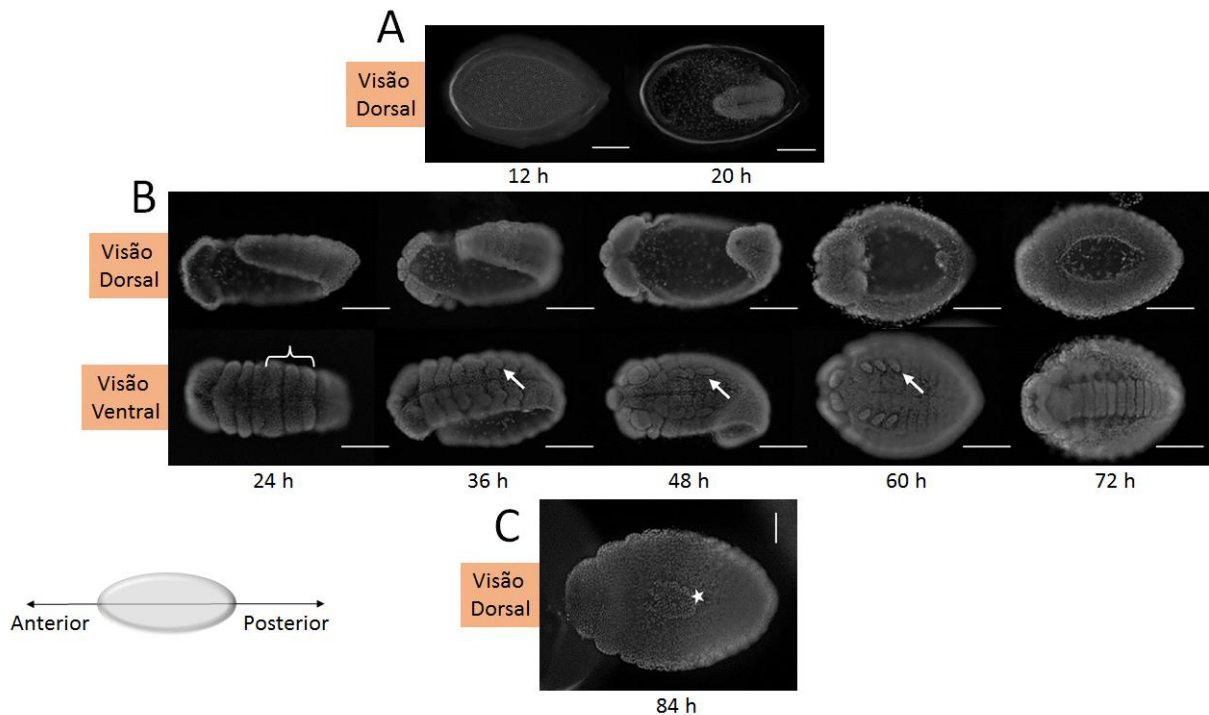 A
Visão
Dorsal
12 h
20 h
B
Visão
Dorsal
Visão
Ventral
24 h
36 h
48 h
60 h
72 h
C
Visão
Dorsal
Anterior
Posterior
84 h